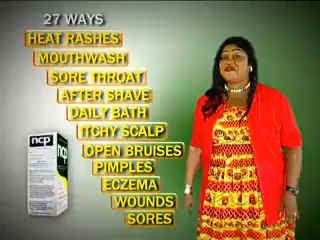 27 WAYS
HEAT RASHES
MOUTHWASH
SORE THROAT
AFTER SHAVE
DAILY BATH
ITCHY SCALP
OPEN BRUISES
PIMPLES
ECZEMA
WOUNDS
SORES
ncp
ncp